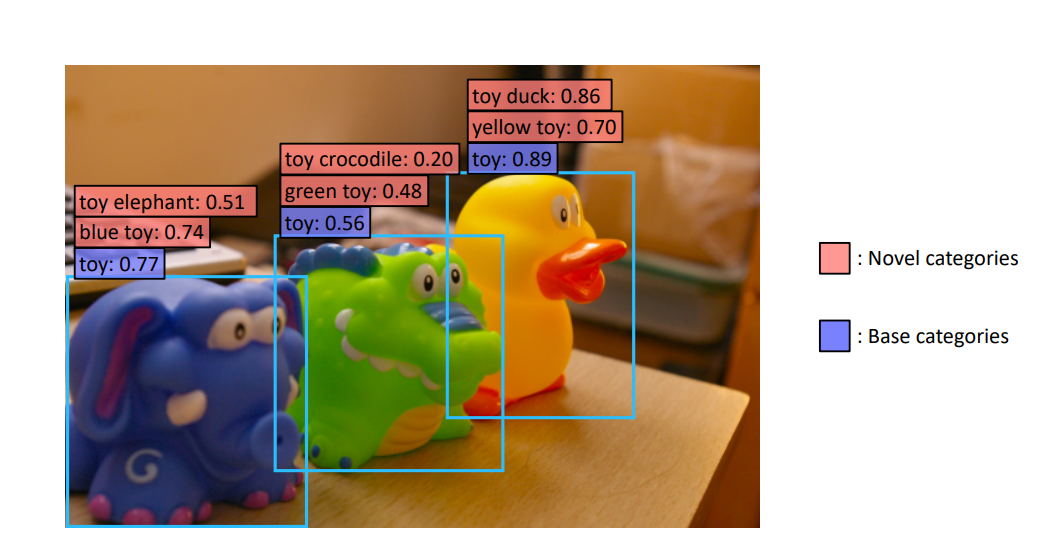 toy duck: 0.86
yellow toy: 0.70
toy: 0.89
toy crocodile: 0.20
green toy: 0.48
toy: 0.56
toy elephant: 0.51
blue toy: 0.74
toy: 0.77
: Novel categories
: Base categories